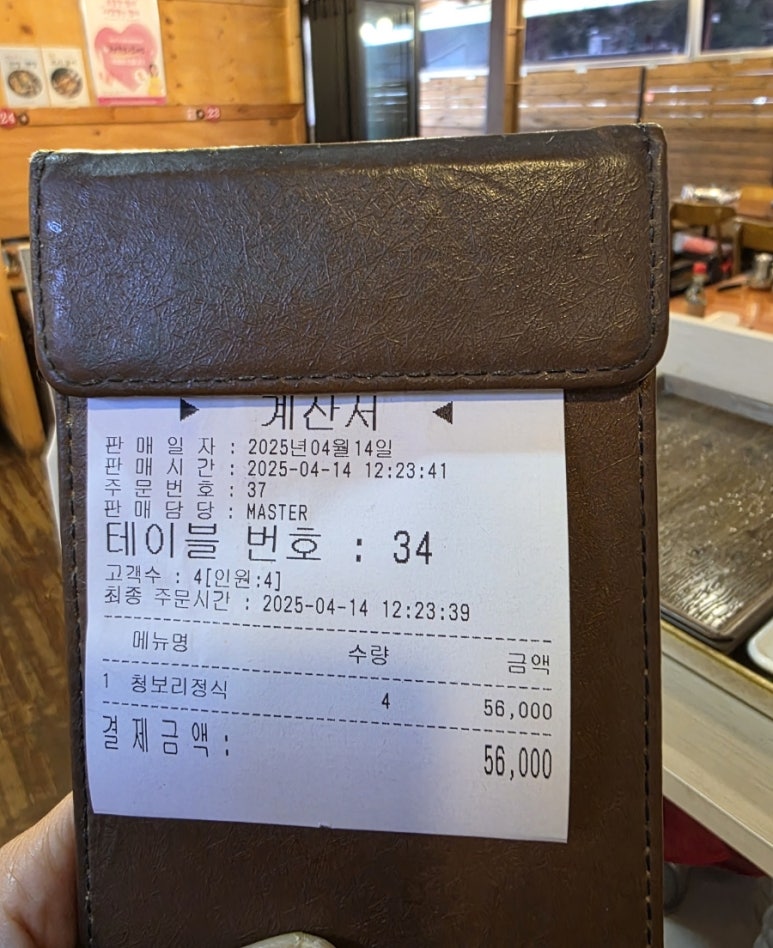 24
23
▶ 계산서 ◀
판매일자 : 2025년04월14일
판매시간 : 2025-04-14 12:23:41
주문번호 : 37
판매담당 : MASTER
테이블 번호 : 34
고객수 : 4[인원:4]
최종 주문시간 : 2025-04-14 12:23:39
메뉴명 수량 금액
1 청보리정식 4 56,000
결제금액: 56,000